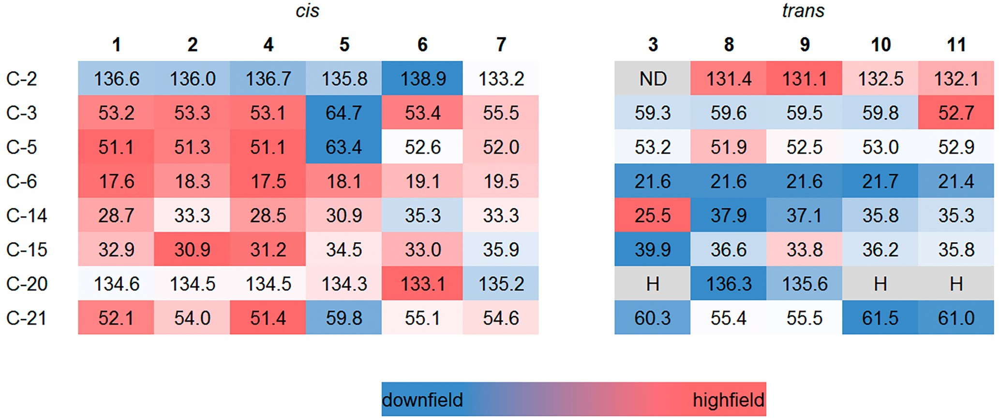 cis trans
1 2 4 5 6 7 3 8 9 10 11
C-2 136.6 136.0 136.7 135.8 138.9 133.2 ND 131.4 131.1 132.5 132.1
C-3 53.2 53.3 53.1 64.7 53.4 55.5 59.3 59.6 59.5 59.8 52.7
C-5 51.1 51.3 51.1 63.4 52.6 52.0 53.2 51.9 52.5 53.0 52.9
C-6 17.6 18.3 17.5 18.1 19.1 19.5 21.6 21.6 21.6 21.7 21.4
C-14 28.7 33.3 28.5 30.9 35.3 33.3 25.5 37.9 37.1 35.8 35.3
C-15 32.9 30.9 31.2 34.5 33.0 35.9 39.9 36.6 33.8 36.2 35.8
C-20 134.6 134.5 134.5 134.3 133.1 135.2 H 136.3 135.6 H H
C-21 52.1 54.0 51.4 59.8 55.1 54.6 60.3 55.4 55.5 61.5 61.0
downfield highfield